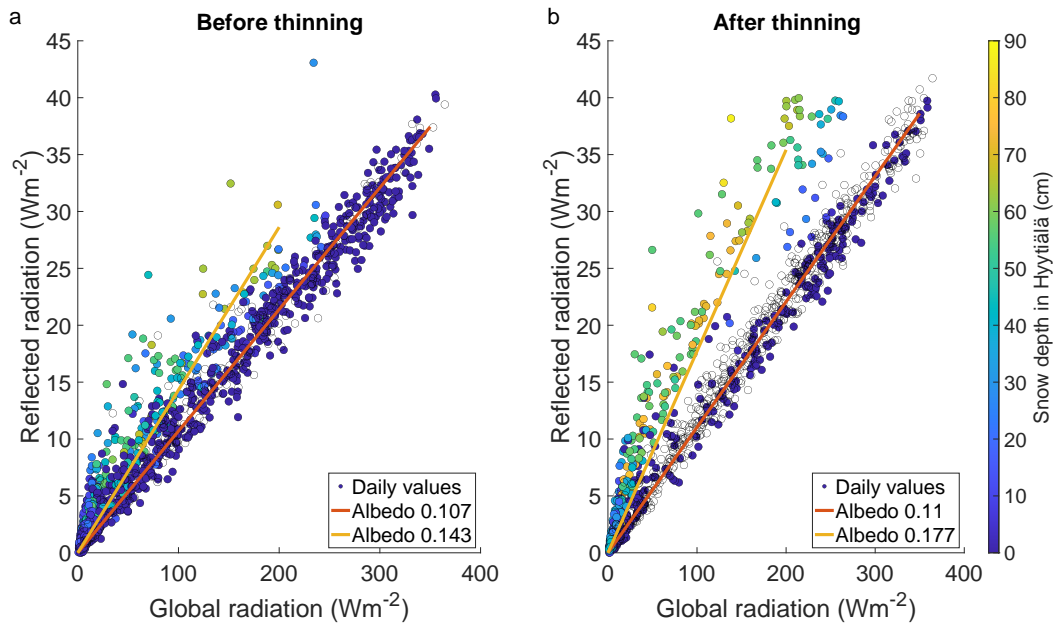 a
Before thinning
45
40
35
30
25
20
15
10
5
0
Reflected radiation (Wm-2)
0
100
200
300
400
Global radiation (Wm-2)
Daily values
Albedo 0.107
Albedo 0.143
b
After thinning
45
40
35
30
25
20
15
10
5
0
Reflected radiation (Wm-2)
0
100
200
300
400
Global radiation (Wm-2)
Daily values
Albedo 0.11
Albedo 0.177
90
80
70
60
50
40
30
20
10
0
Snow depth in Hyytiälä (cm)